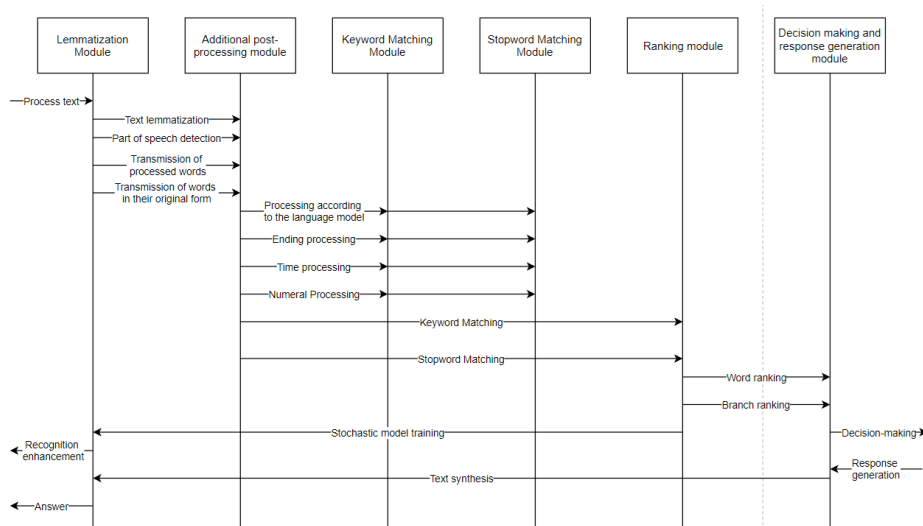 Lemmatization
Module
Additional post-
processing module
Keyword Matching
Module
Stopword Matching
Module
Ranking module
Decision making and
response generation
module
Process text
Text lemmatization
Part of speech detection
Transmission of
processed words
Transmission of words
in their original form
Processing according
to the language model
Ending processing
Time processing
Numeral Processing
Keyword Matching
Stopword Matching
Word ranking
Branch ranking
Stochastic model training
Decision-making
Recognition
enhancement
Response
generation
Text synthesis
Answer